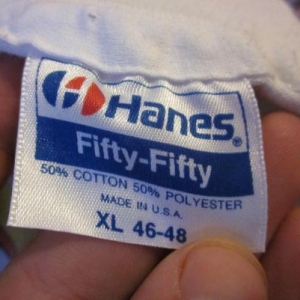 Hanes®
Fifty-Fifty
50% COTTON 50% POLYESTER
MADE IN U.S.A.
XL 46-48